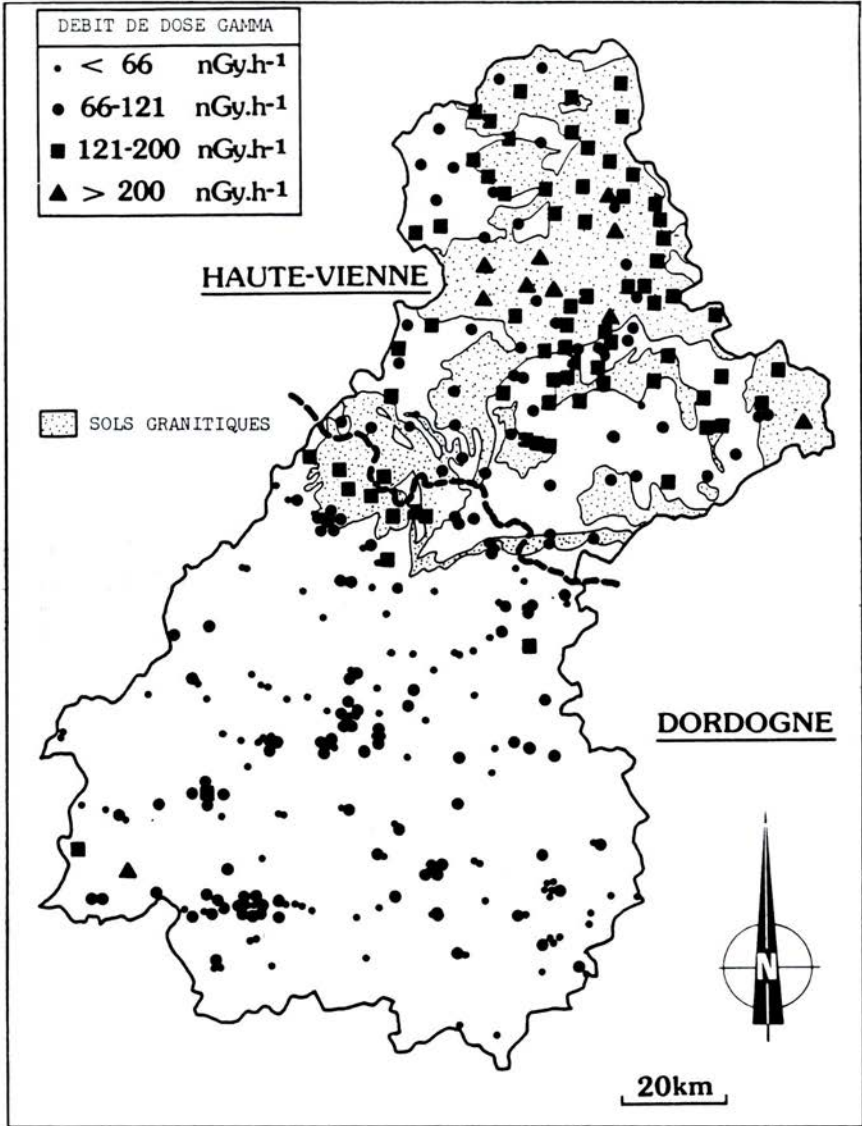 DEBIT DE DOSE GAMMA
< 66 nGy.h-1
66-121 nGy.h-1
121-200 nGy.h-1
> 200 nGy.h-1
HAUTE-VIENNE
SOLS GRANITIQUES
DORDOGNE
N
20km